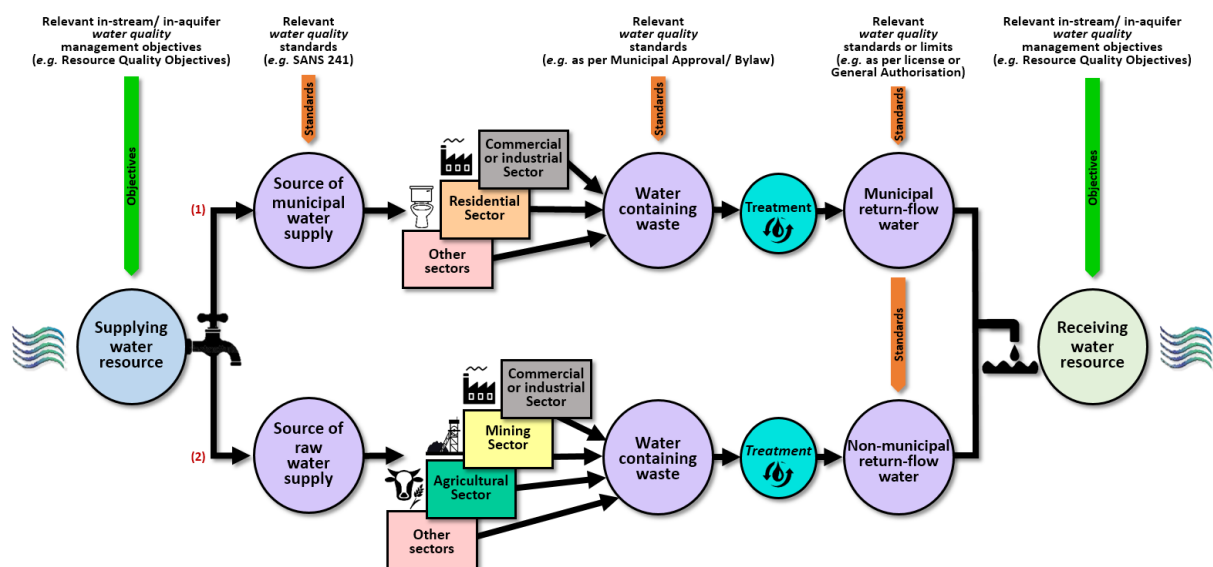 Relevant in-stream/ in-aquifer
water quality
management objectives
(e.g. Resource Quality Objectives)
Relevant
water quality
standards
(e.g. SANS 241)
Relevant
water quality
standards
(e.g. as per Municipal Approval/ Bylaw)
Relevant
water quality
standards or limits
(e.g. as per license or
General Authorisation)
Relevant in-stream/ in-aquifer
water quality
management objectives
(e.g. Resource Quality Objectives)
Objectives
Standards
Standards
Standards
Objectives
(1)
Source of
municipal
water
supply
Commercial
or industrial
Sector
Residential
Sector
Other
sectors
Water
containing
waste
Treatment
Municipal
return-flow
water
Supplying
water
resource
Standards
Receiving
water
resource
(2)
Source of
raw
water
supply
Commercial
or industrial
Sector
Mining
Sector
Agricultural
Sector
Other
sectors
Water
containing
waste
Treatment
Non-municipal
return-flow
water